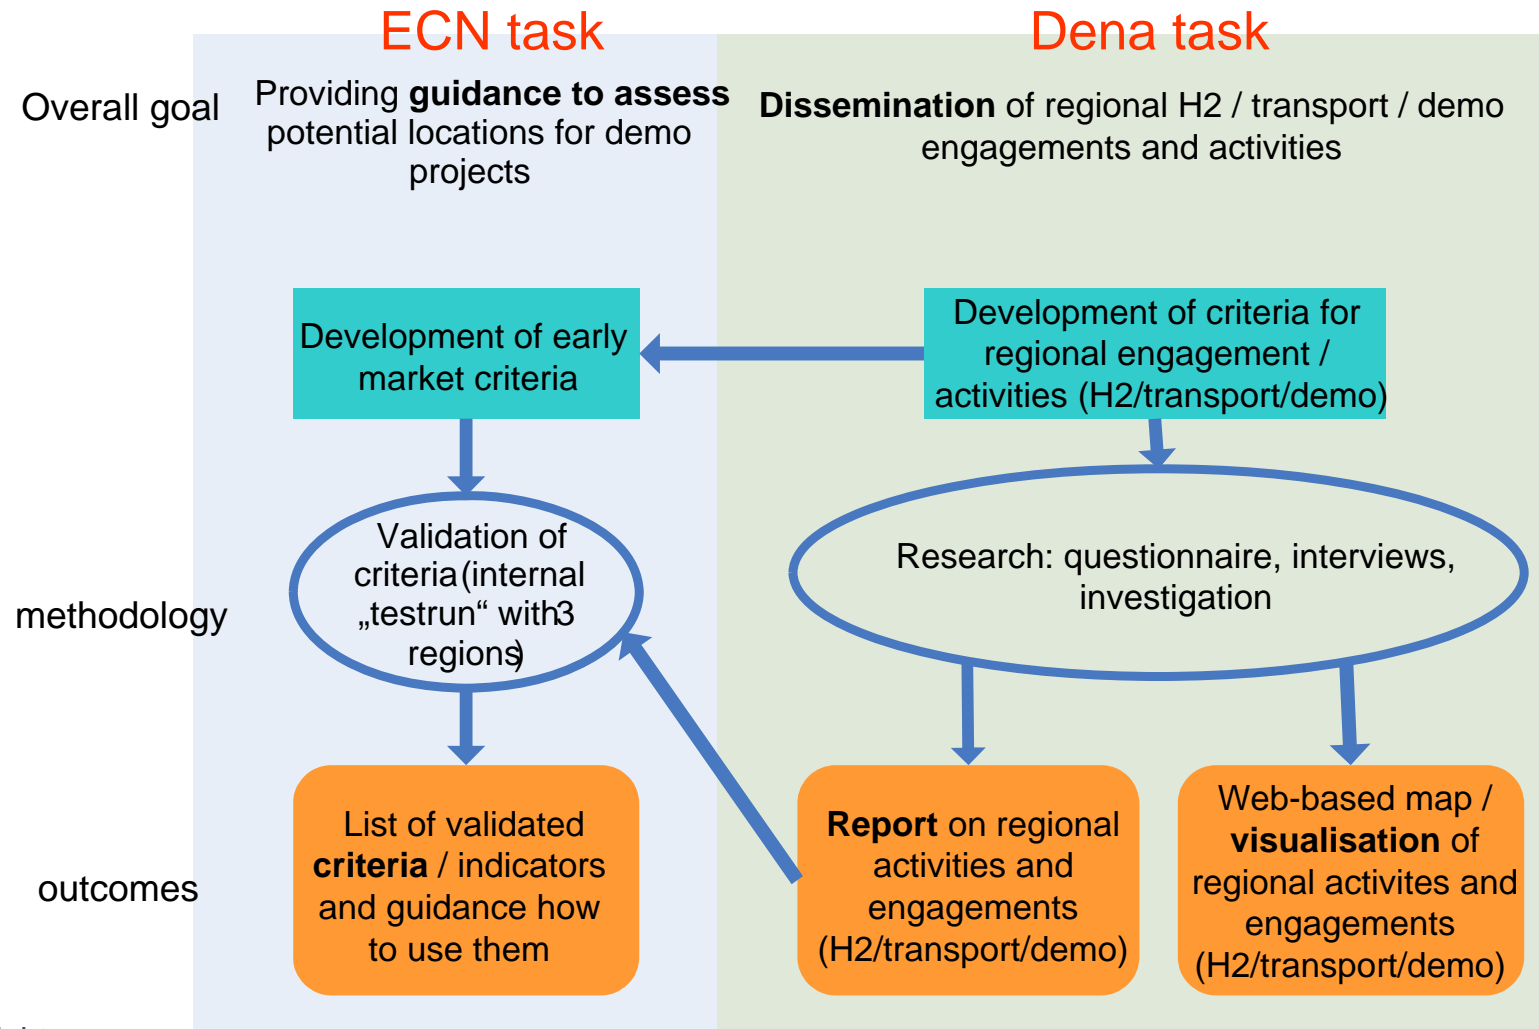 ECN task
Dena task
Overall goal
Providing guidance to assess
potential locations for demo
projects
Dissemination of regional H2 / transport / demo
engagements and activities
Development of early
market criteria
Development of criteria for
regional engagement /
activities (H2/transport/demo)
methodology
Validation of
criteria (internal
„testrun“ with 3
regions)
Research: questionnaire, interviews,
investigation
outcomes
List of validated
criteria / indicators
and guidance how
to use them
Report on regional
activities and
engagements
(H2/transport/demo)
Web-based map /
visualisation of
regional activites and
engagements
(H2/transport/demo)